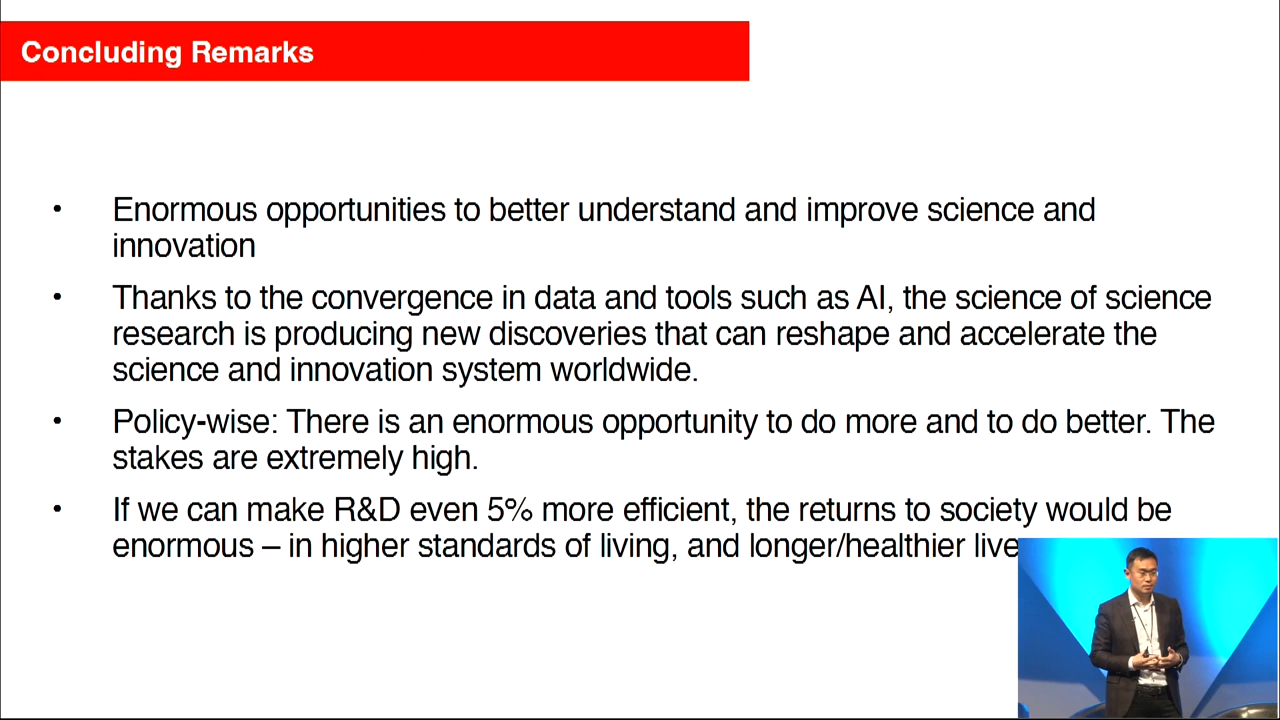 Concluding Remarks
• Enormous opportunities to better understand and improve science and
innovation
• Thanks to the convergence in data and tools such as AI, the science of science
research is producing new discoveries that can reshape and accelerate the
science and innovation system worldwide.
• Policy-wise: There is an enormous opportunity to do more and to do better. The
stakes are extremely high.
• If we can make R&D even 5% more efficient, the returns to society would be
enormous – in higher standards of living, and longer/healthier live